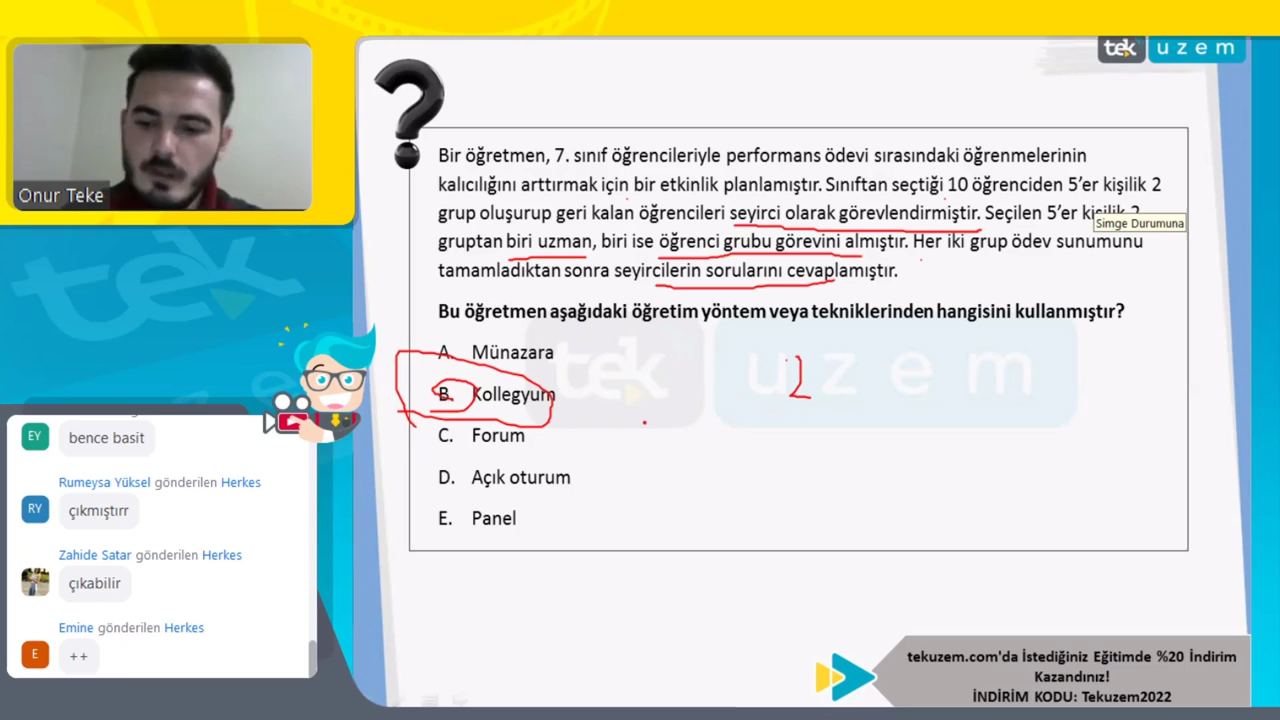 tek uzem
Bir öğretmen, 7. sınıf öğrencileriyle performans ödevi sırasındaki öğrenmelerinin
kalıcılığını arttırmak için bir etkinlik planlamıştır. Sınıftan seçtiği 10 öğrenciden 5'er kişilik 2
grup oluşurup geri kalan öğrencileri seyirci olarak görevlendirmiştir. Seçilen 5'er kişilik 2
Simge Durumuna
gruptan biri uzman, biri ise öğrenci grubu görevini almıştır. Her iki grup ödev sunumunu
tamamladıktan sonra seyircilerin sorularını cevaplamıştır.
Bu öğretmen aşağıdaki öğretim yöntem veya tekniklerinden hangisini kullanmıştır?
A. Münazara
B. Kollegyum
C. Forum
D. Açık oturum
E. Panel
2
tek uzem
Onur Teke
tek
EY bence basit
Rumeysa Yüksel gönderilen Herkes
RY çıkmıştırr
Zahide Satar gönderilen Herkes
çıkabilir
Emine gönderilen Herkes
E ++
tekuzem.com'da İstediğiniz Eğitimde %20 İndirim
Kazandınız!
İNDİRİM KODU: Tekuzem2022